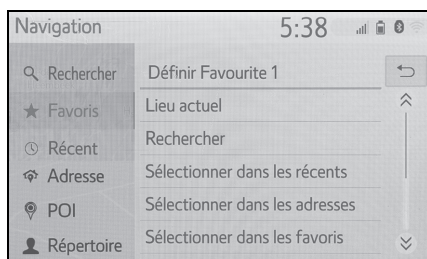 Navigation 5:38
Rechercher
Favoris
Récent
Adresse
POI
Répertoire
Définir Favourite 1
Lieu actuel
Rechercher
Sélectionner dans les récents
Sélectionner dans les adresses
Sélectionner dans les favoris